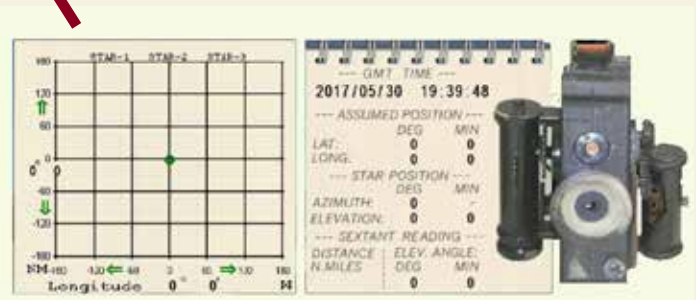 STAR-1 STAR-2 STAR-3
180
120
60
0
0° 0
60
-120
-180
NM -180 -120 0 60 120 180
Longitude 0° 0'
--- GMT TIME ---
2017/05/30 19:39:48
--- ASSUMED POSITION ---
DEG MIN
LAT: 0 0
LONG. 0 0
--- STAR POSITION ---
DEG MIN
AZIMUTH: 0 -
ELEVATION: 0 0
--- SEXTANT READING ---
DISTANCE ELEV. ANGLE:
N.MILES DEG MIN
0 0